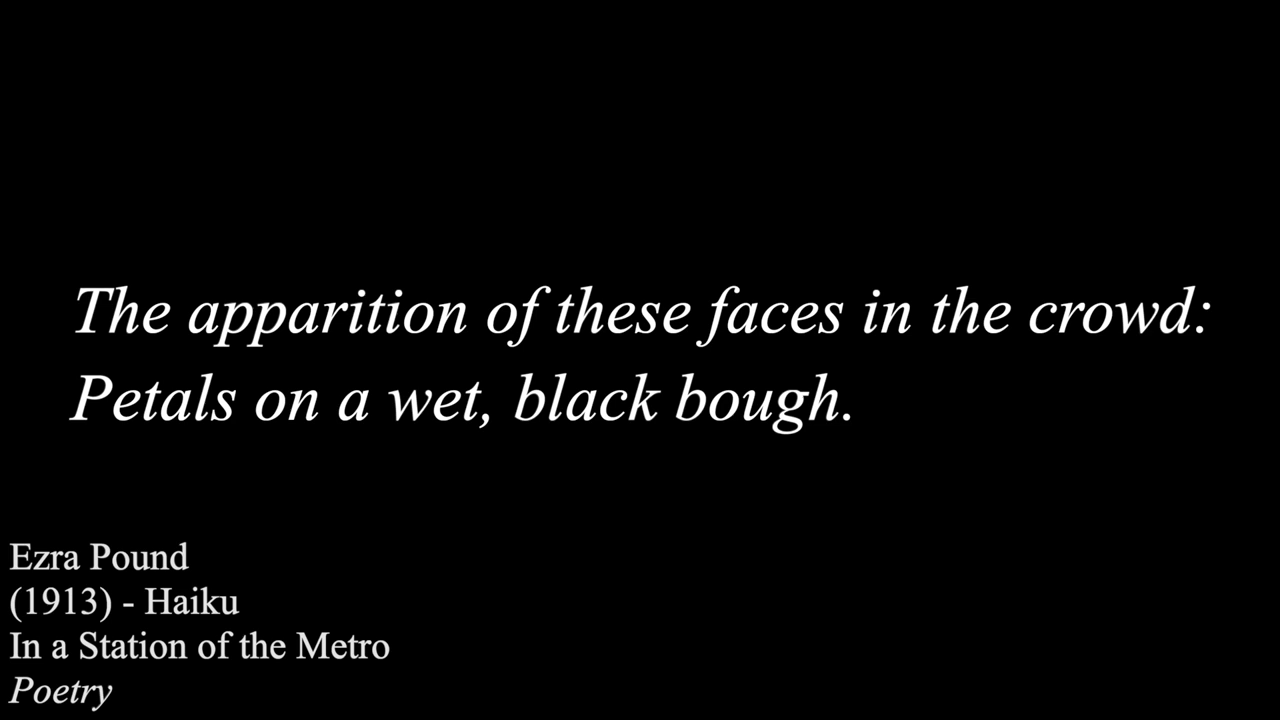 The apparition of these faces in the crowd:
Petals on a wet, black bough.
Ezra Pound
(1913) - Haiku
In a Station of the Metro
Poetry